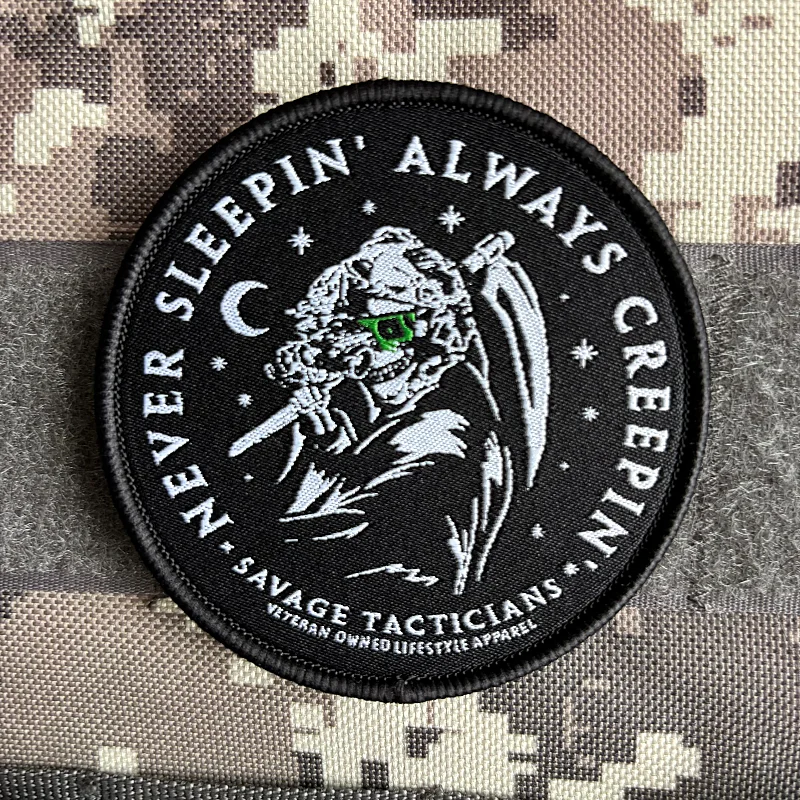 NEVER SLEEPIN' ALWAYS CREEPIN'
SAVAGE TACTICIANS
VETERAN OWNED LIFESTYLE APPAREL